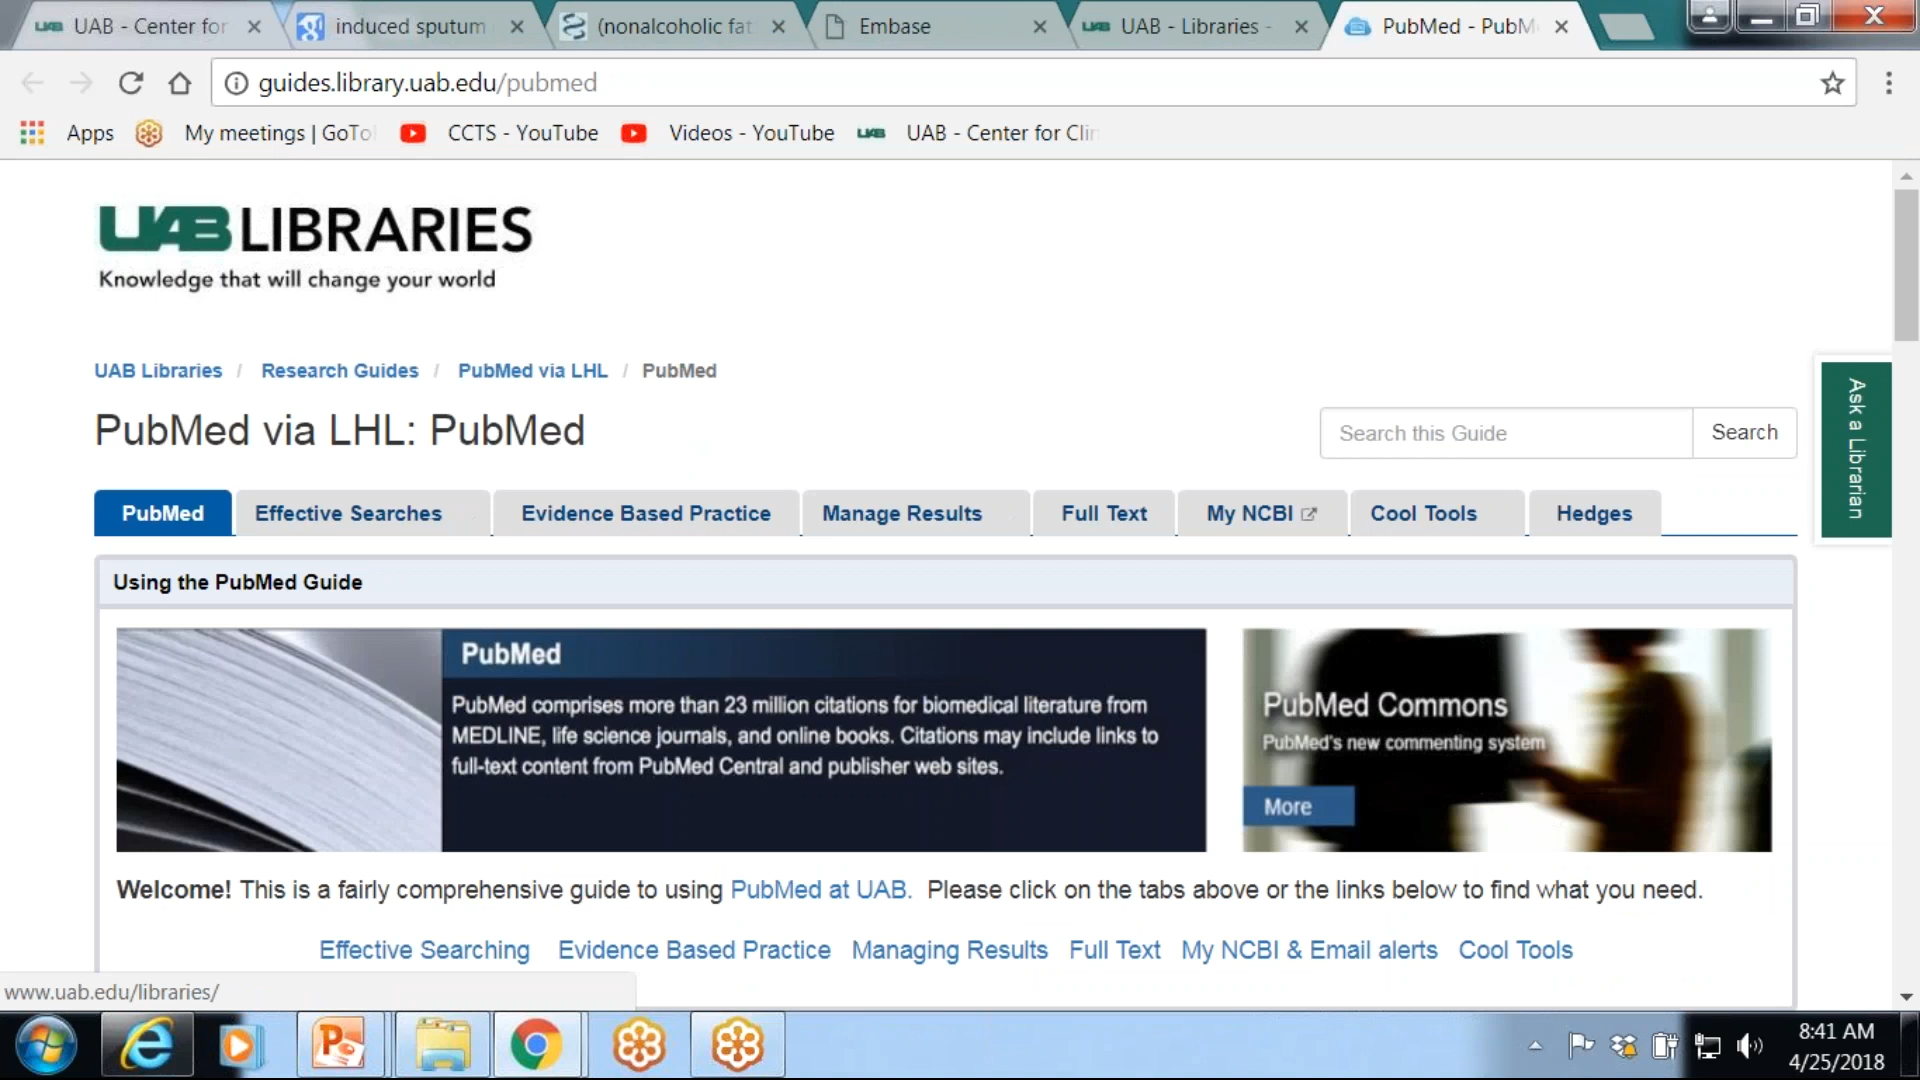 UAB UAB - Center for
induced sputum
(nonalcoholic fat
Embase
UAB UAB - Libraries -
PubMed - PubM
guides.library.uab.edu/pubmed
Apps
My meetings | GoTo
CCTS - YouTube
Videos - YouTube
UAB UAB - Center for Clin
UAB LIBRARIES
Knowledge that will change your world
UAB Libraries / Research Guides / PubMed via LHL / PubMed
PubMed via LHL: PubMed
Search this Guide
Search
Ask a Librarian
PubMed
Effective Searches
Evidence Based Practice
Manage Results
Full Text
My NCBI
Cool Tools
Hedges
Using the PubMed Guide
PubMed
PubMed comprises more than 23 million citations for biomedical literature from
MEDLINE, life science journals, and online books. Citations may include links to
full-text content from PubMed Central and publisher web sites.
PubMed Commons
PubMed's new commenting system
More
Welcome! This is a fairly comprehensive guide to using PubMed at UAB. Please click on the tabs above or the links below to find what you need.
Effective Searching Evidence Based Practice Managing Results Full Text My NCBI & Email alerts Cool Tools
www.uab.edu/libraries/
8:41 AM
4/25/2018